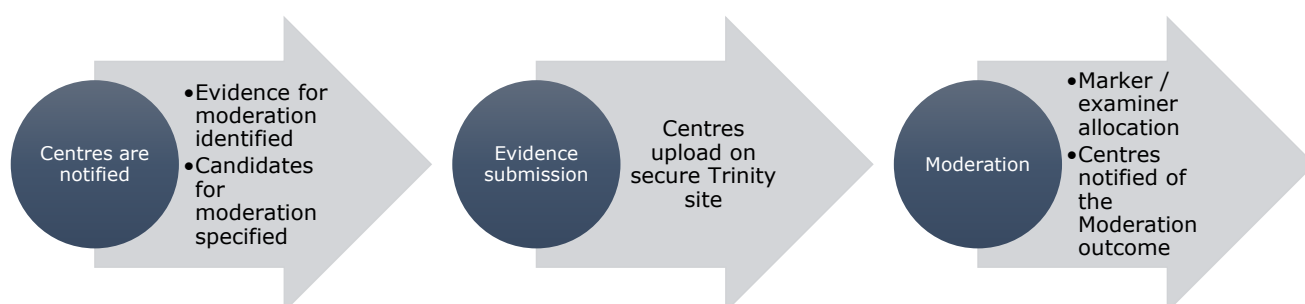 Centres are
notified
•Evidence for
moderation
identified
•Candidates
for
moderation
specified
Evidence
submission
Centres
upload on
secure Trinity
site
Moderation
•Marker /
examiner
allocation
•Centres
notified of
the
Moderation
outcome